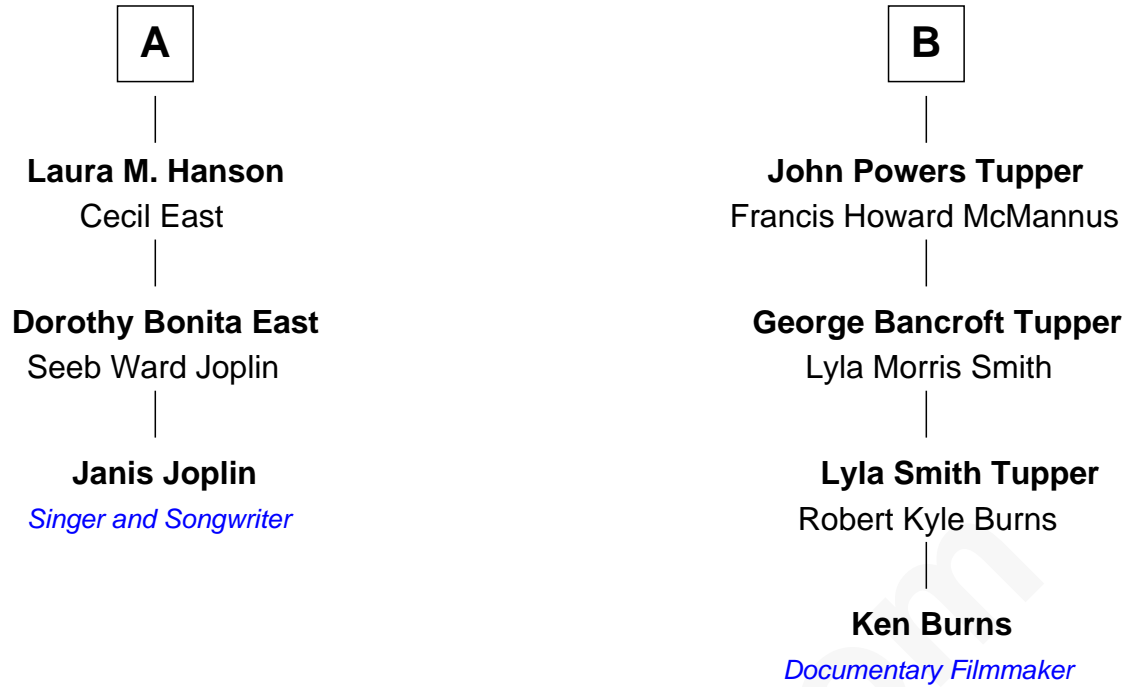 A
Laura M. Hanson
Cecil East
Dorothy Bonita East
Seeb Ward Joplin
Janis Joplin
Singer and Songwriter
B
John Powers Tupper
Francis Howard McMannus
George Bancroft Tupper
Lyla Morris Smith
Lyla Smith Tupper
Robert Kyle Burns
Ken Burns
Documentary Filmmaker